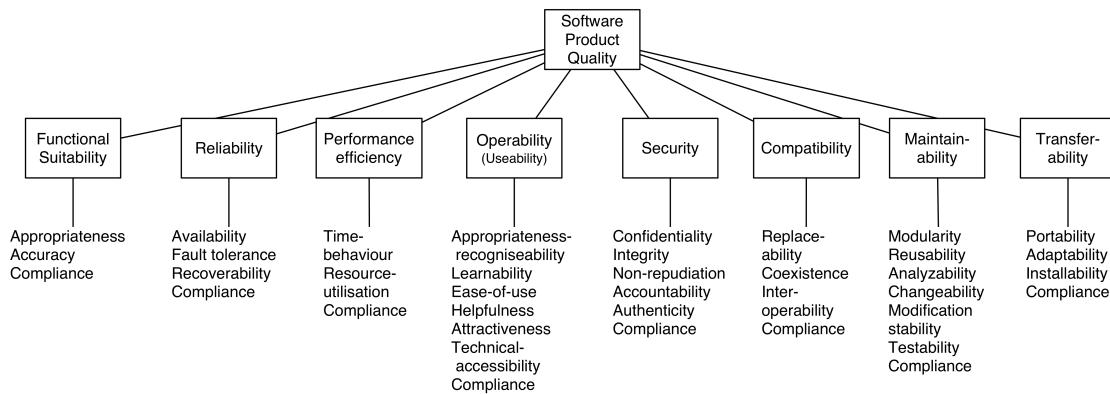 Software
Product
Quality
Functional
Suitability
Reliability
Performance
efficiency
Operability
(Useability)
Security
Compatibility
Maintain-
ability
Transfer-
ability
Appropriateness
Accuracy
Compliance
Availability
Fault tolerance
Recoverability
Compliance
Time-
behaviour
Resource-
utilisation
Compliance
Appropriateness-
recogniseability
Learnability
Ease-of-use
Helpfulness
Attractiveness
Technical-
accessibility
Compliance
Confidentiality
Integrity
Non-repudiation
Accountability
Authenticity
Compliance
Replace-
ability
Coexistence
Inter-
operability
Compliance
Modularity
Reusability
Analyzability
Changeability
Modification
stability
Testability
Compliance
Portability
Adaptability
Installability
Compliance